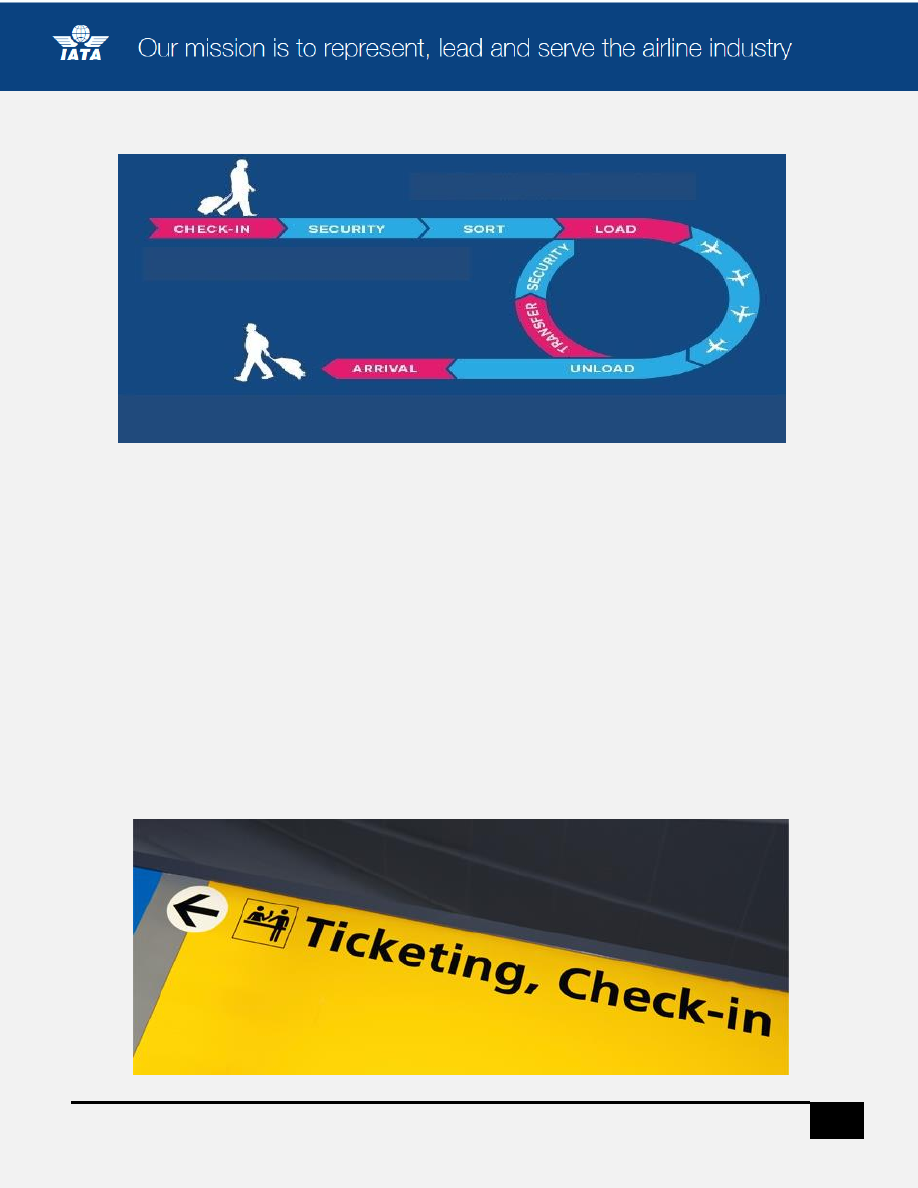 IATA
Our mission is to represent, lead and serve the airline industry
CHECK-IN SECURITY SORT LOAD
SECURITY
TRANSFER
ARRIVAL UNLOAD
Ticketing, Check-in